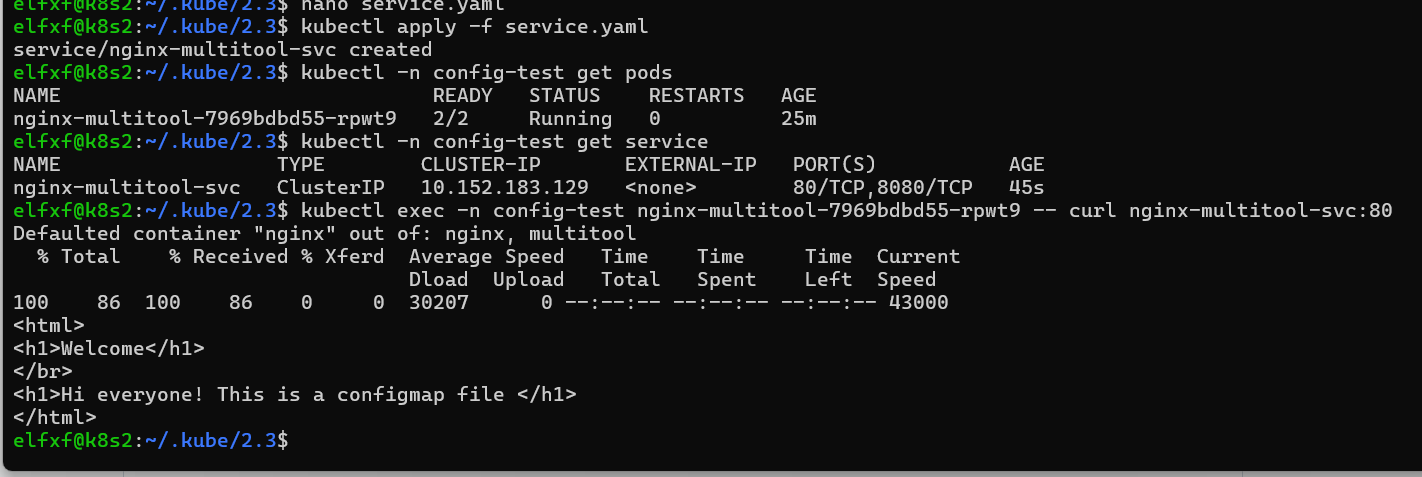 elfxf@k8s2:~/.kube/2.3$ nano service.yaml
elfxf@k8s2:~/.kube/2.3$ kubectl apply -f service.yaml
service/nginx-multitool-svc created
elfxf@k8s2:~/.kube/2.3$ kubectl -n config-test get pods
NAME                               READY   STATUS    RESTARTS   AGE
nginx-multitool-7969bdbd55-rpwt9   2/2     Running   0          25m
elfxf@k8s2:~/.kube/2.3$ kubectl -n config-test get service
NAME                  TYPE        CLUSTER-IP       EXTERNAL-IP   PORT(S)           AGE
nginx-multitool-svc   ClusterIP   10.152.183.129   <none>        80/TCP,8080/TCP   45s
elfxf@k8s2:~/.kube/2.3$ kubectl exec -n config-test nginx-multitool-7969bdbd55-rpwt9 -- curl nginx-multitool-svc:80
Defaulted container "nginx" out of: nginx, multitool
  % Total    % Received % Xferd  Average Speed   Time    Time     Time  Current
                                 Dload  Upload   Total   Spent    Left  Speed
100    86  100    86    0     0  30207      0 --:--:-- --:--:-- --:--:-- 43000
<html>
<h1>Welcome</h1>
</br>
<h1>Hi everyone! This is a configmap file </h1>
</html>
elfxf@k8s2:~/.kube/2.3$